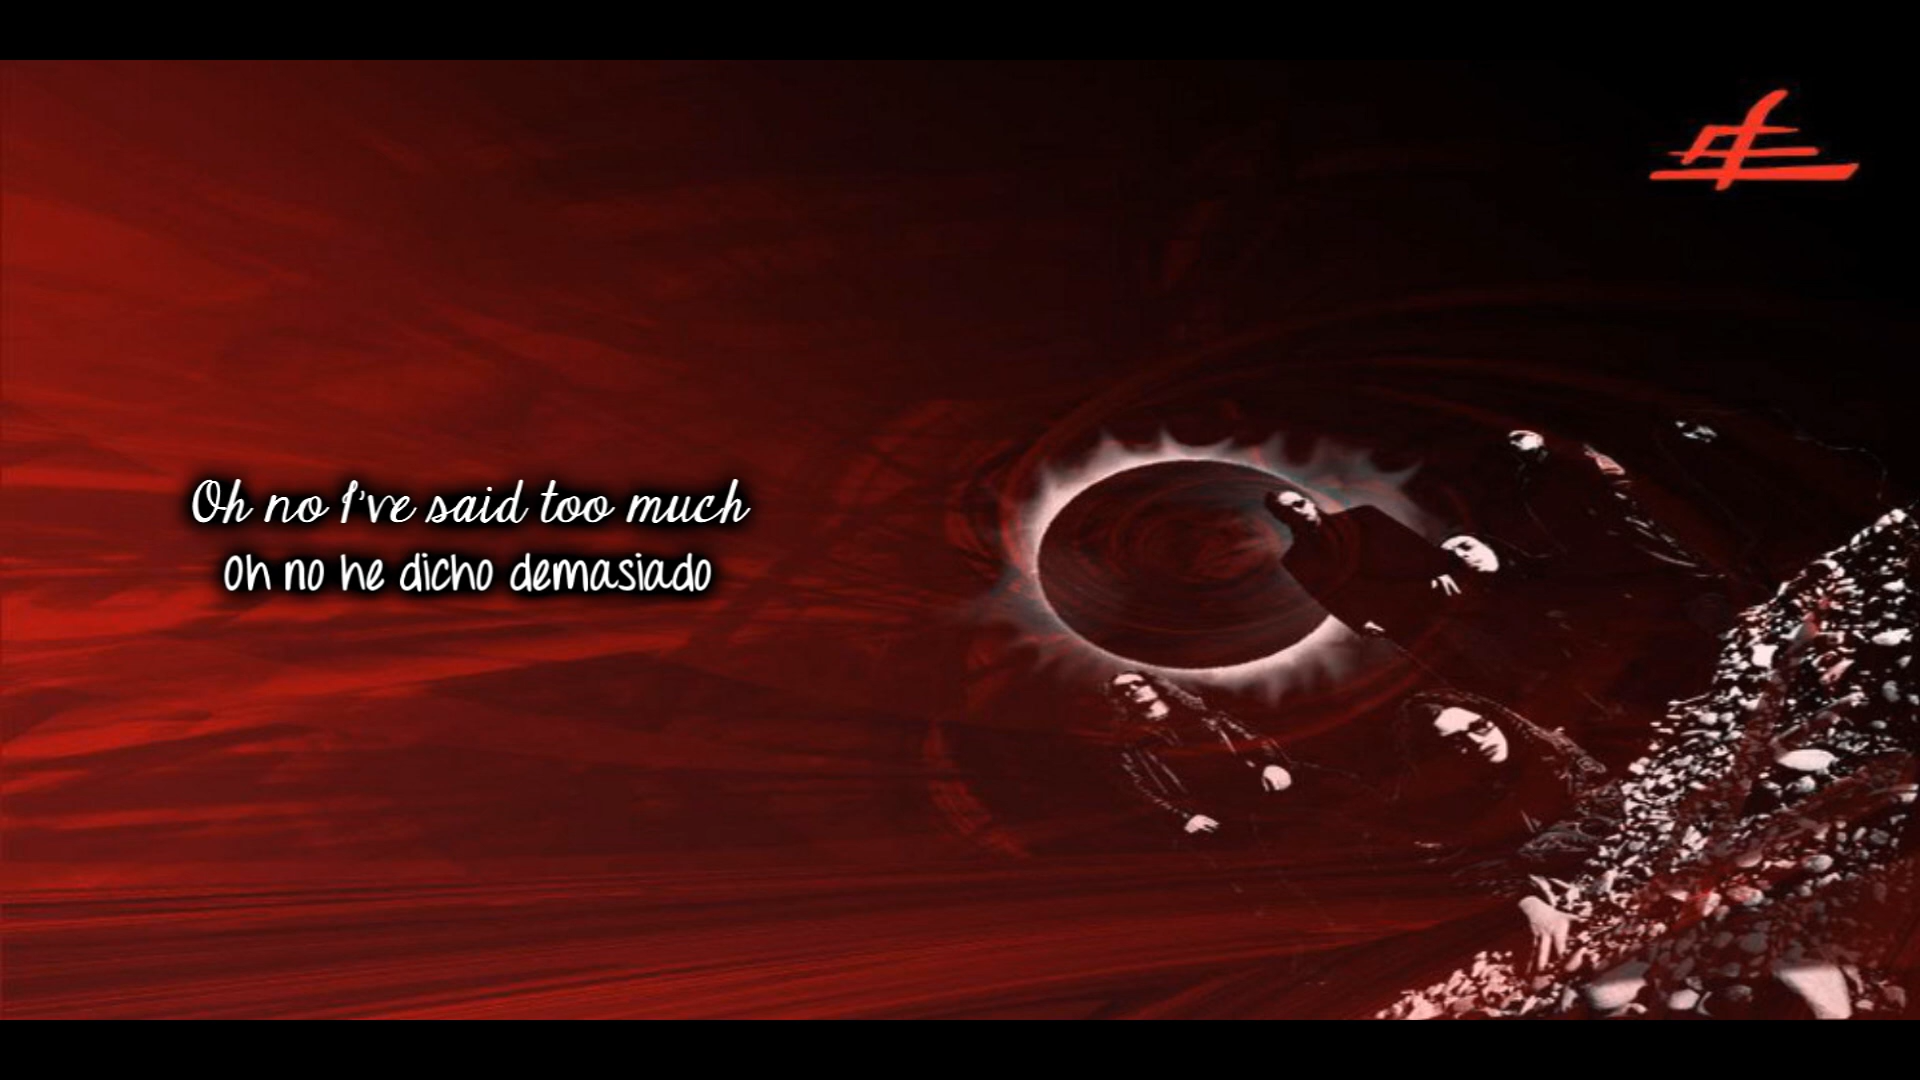 Oh no I've said too much
Oh no he dicho demasiado